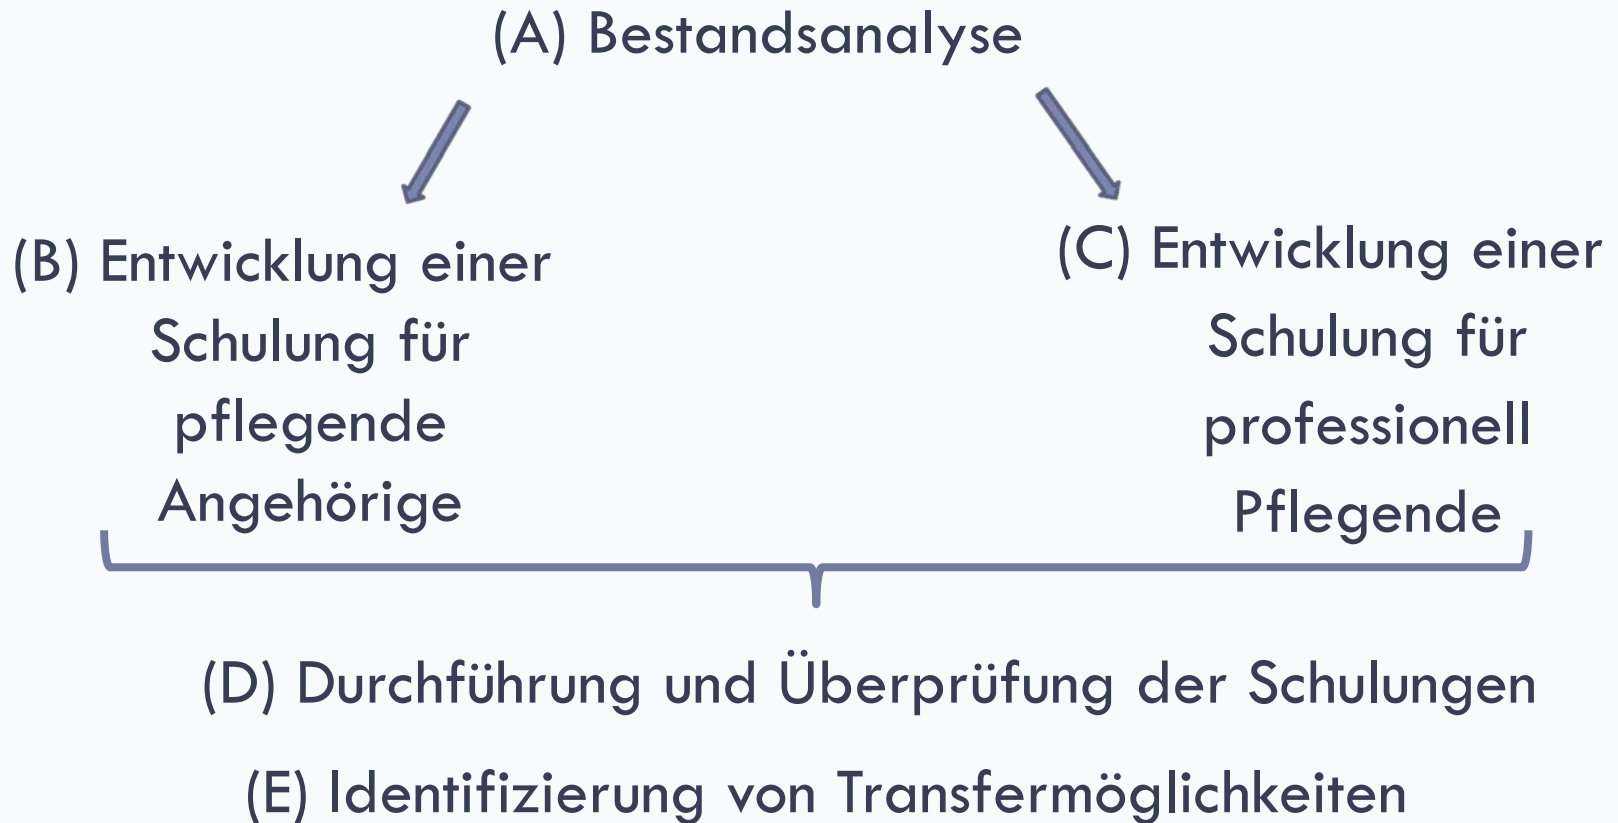 (A) Bestandsanalyse
(B) Entwicklung einer
Schulung für
pflegende
Angehörige
(C) Entwicklung einer
Schulung für
professionell
Pflegende
(D) Durchführung und Überprüfung der Schulungen
(E) Identifizierung von Transfermöglichkeiten